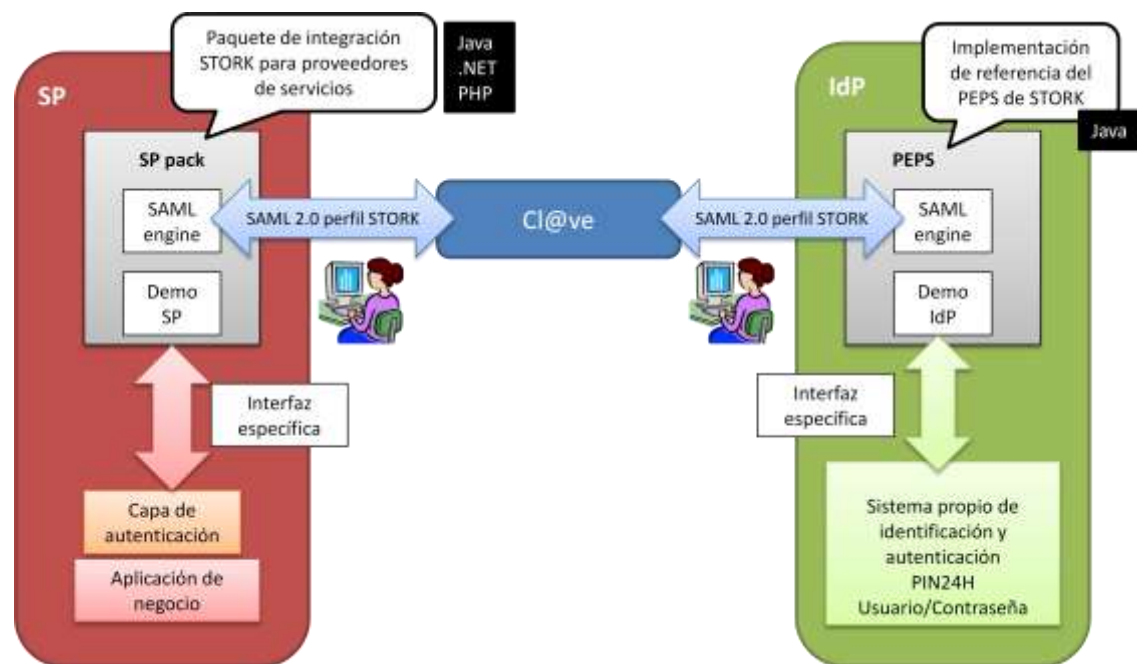 Paquete de integración
STORK para proveedores
de servicios
Java
.NET
PHP
Implementación
de referencia del
PEPS de STORK
Java
SP
IdP
SP pack
PEPS
SAML
engine
SAML 2.0 perfil STORK
Cl@ve
SAML 2.0 perfil STORK
SAML
engine
Demo
SP
Demo
IdP
Interfaz
específica
Interfaz
específica
Capa de
autenticación
Aplicación de
negocio
Sistema propio de
identificación y
autenticación
PIN24H
Usuario/Contraseña